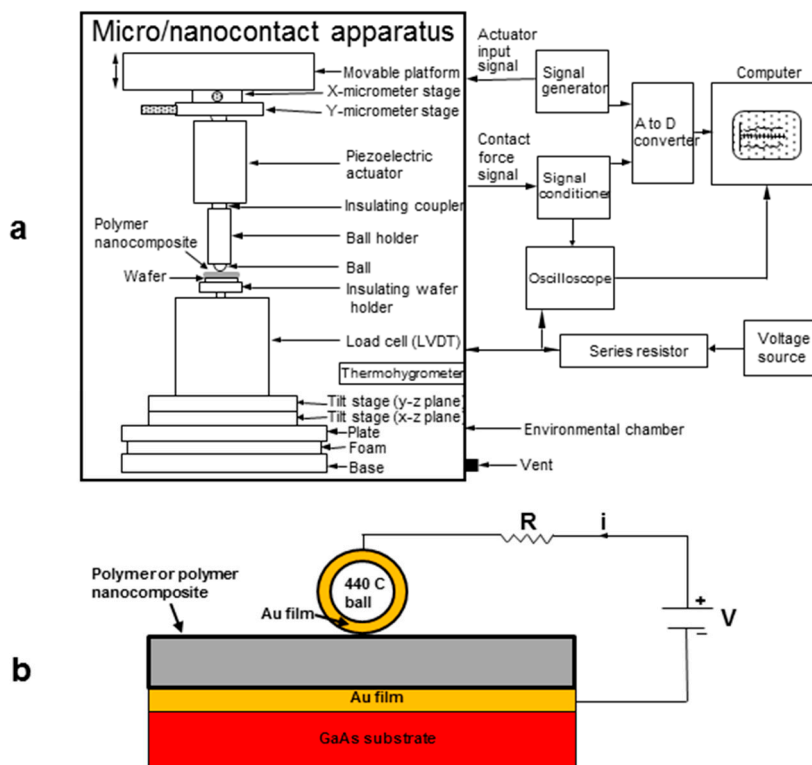 a
Micro/nanocontact apparatus
Movable platform
X-micrometer stage
Y-micrometer stage
Piezoelectric
actuator
Insulating coupler
Ball holder
Polymer
nanocomposite
Ball
Wafer
Insulating wafer
holder
Load cell (LVDT)
Thermohygrometer
Tilt stage (y-z plane)
Tilt stage (x-z plane)
Plate
Foam
Base
Actuator
input
signal
Signal
generator
Computer
A to D
converter
Contact
force
signal
Signal
conditioner
Oscilloscope
Series resistor
Voltage
source
Environmental chamber
Vent
b
R
i
Polymer or polymer
nanocomposite
440 C
ball
Au film
+
V
–
Au film
GaAs substrate